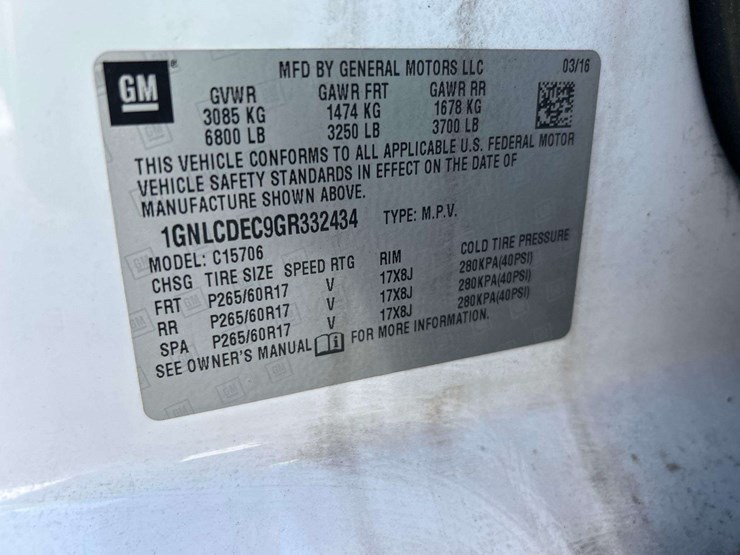 GM
MFD BY GENERAL MOTORS LLC 03/16
GVWR GAWR FRT GAWR RR
3085 KG 1474 KG 1678 KG
6800 LB 3250 LB 3700 LB
THIS VEHICLE CONFORMS TO ALL APPLICABLE U.S. FEDERAL MOTOR
VEHICLE SAFETY STANDARDS IN EFFECT ON THE DATE OF
MANUFACTURE SHOWN ABOVE.
1GNLCDEC9GR332434 TYPE: M.P.V.
MODEL: C15706
CHSG TIRE SIZE SPEED RTG RIM COLD TIRE PRESSURE
FRT P265/60R17 V 17X8J 280KPA(40PSI)
RR P265/60R17 V 17X8J 280KPA(40PSI)
SPA P265/60R17 V 17X8J 280KPA(40PSI)
SEE OWNER'S MANUAL i FOR MORE INFORMATION.